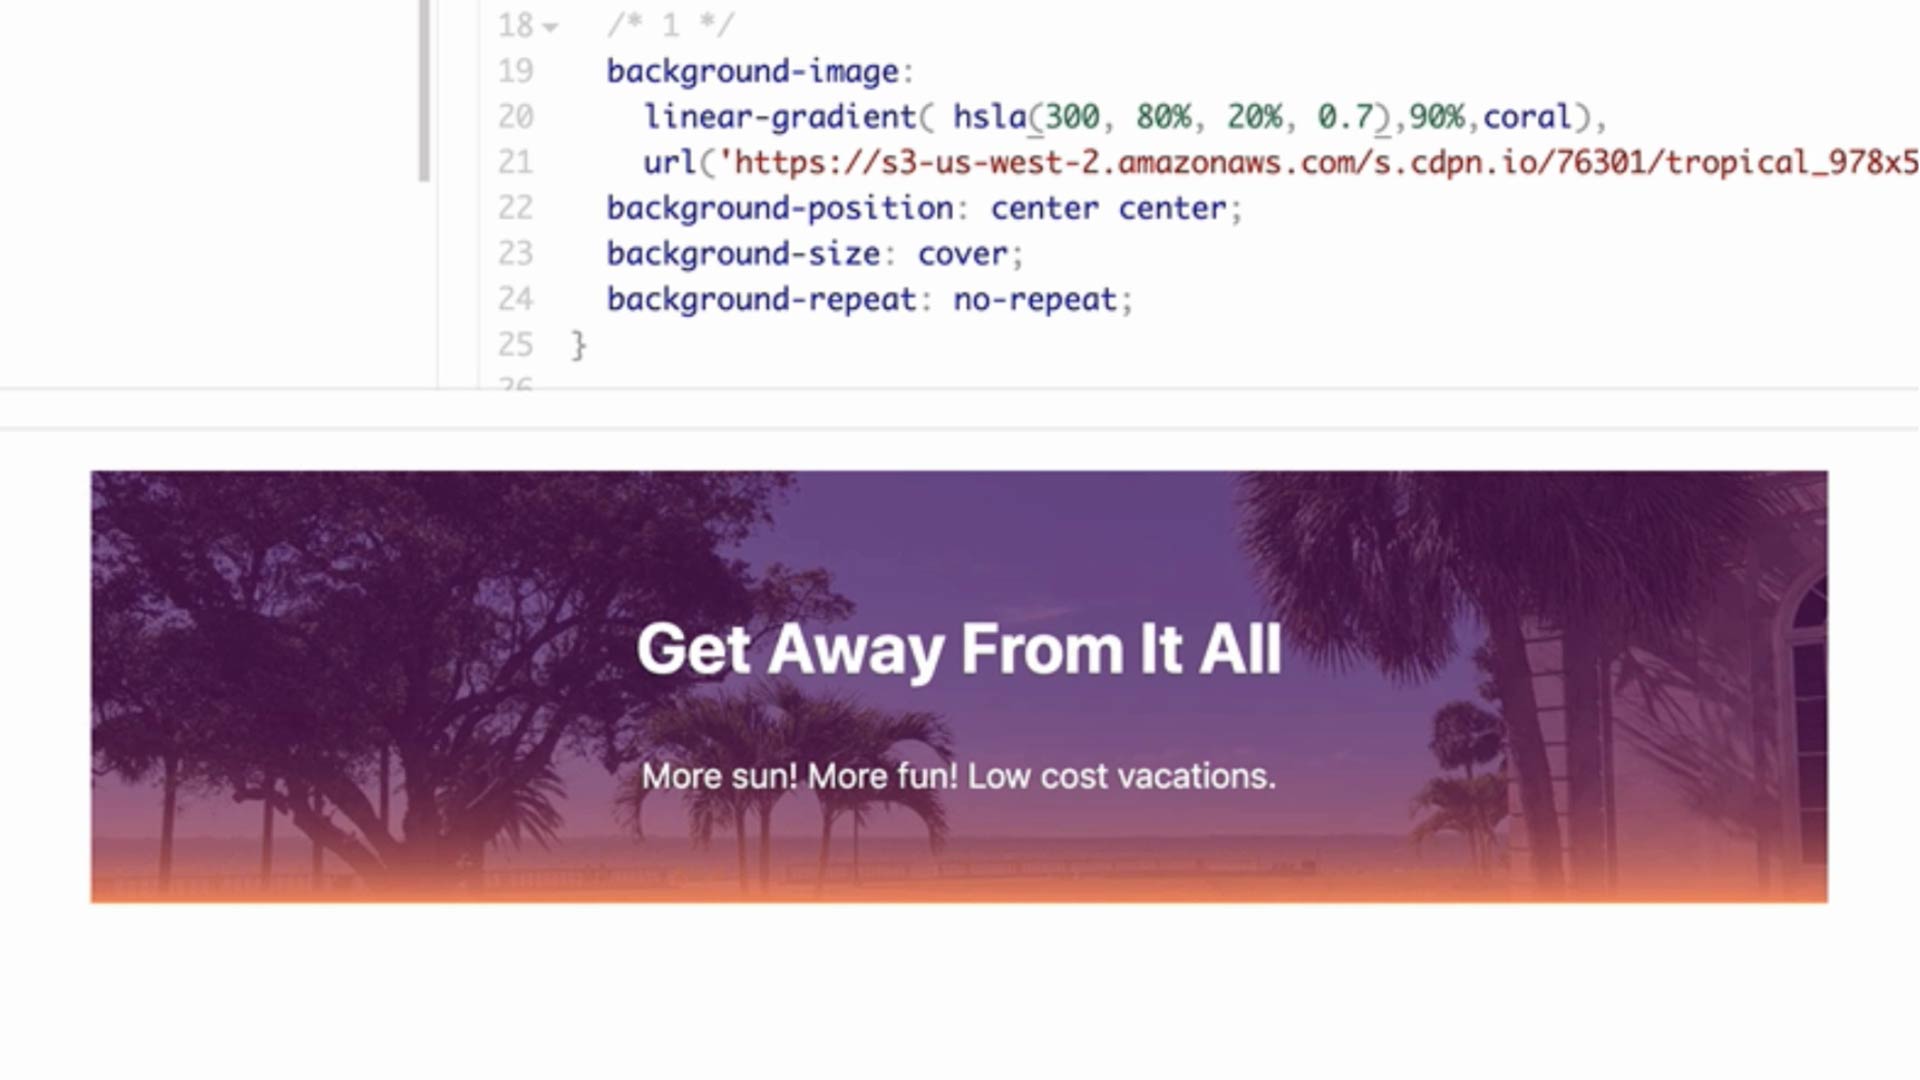 18 /* 1 */
19 background-image:
20 linear-gradient( hsla(300, 80%, 20%, 0.7),90%,coral),
21 url('https://s3-us-west-2.amazonaws.com/s.cdpn.io/76301/tropical_978x5
22 background-position: center center;
23 background-size: cover;
24 background-repeat: no-repeat;
25 }
26
Get Away From It All
More sun! More fun! Low cost vacations.